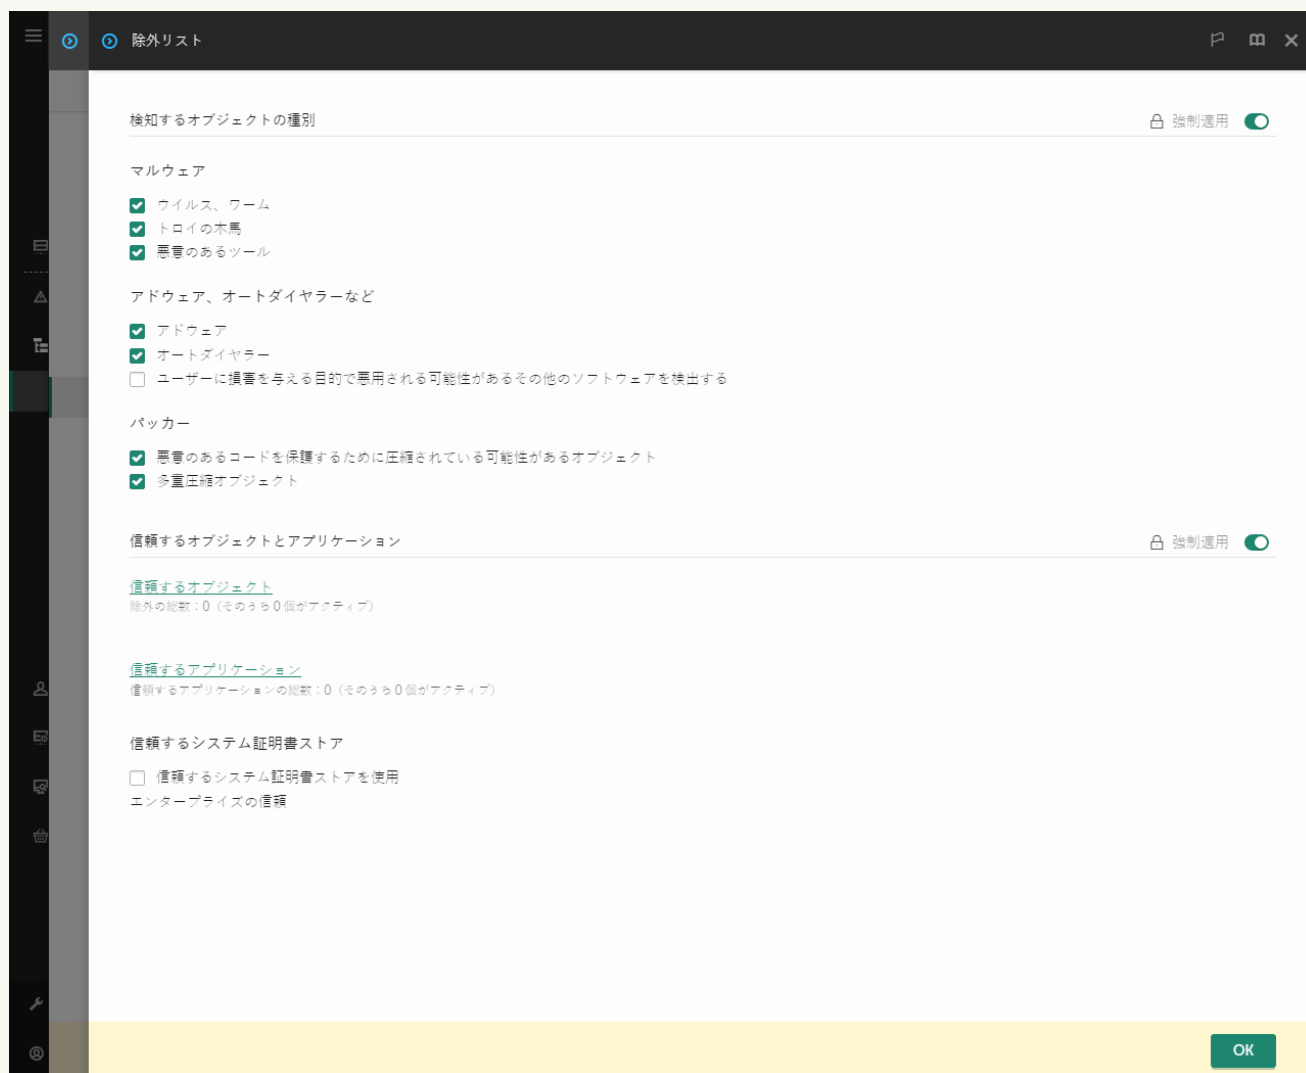 除外リスト
検知するオブジェクトの種別
強制適用
マルウェア
ウイルス、ワーム
トロイの木馬
悪意のあるツール
アドウェア、オートダイヤラーなど
アドウェア
オートダイヤラー
ユーザーに損害を与える目的で悪用される可能性があるその他のソフトウェアを検出する
パッカー
悪意のあるコードを保護するために圧縮されている可能性があるオブジェクト
多重圧縮オブジェクト
信頼するオブジェクトとアプリケーション
強制適用
信頼するオブジェクト
除外の総数：0（そのうち0個がアクティブ）
信頼するアプリケーション
信頼するアプリケーションの総数：0（そのうち0個がアクティブ）
信頼するシステム証明書ストア
信頼するシステム証明書ストアを使用
エンタープライズの信頼
OK